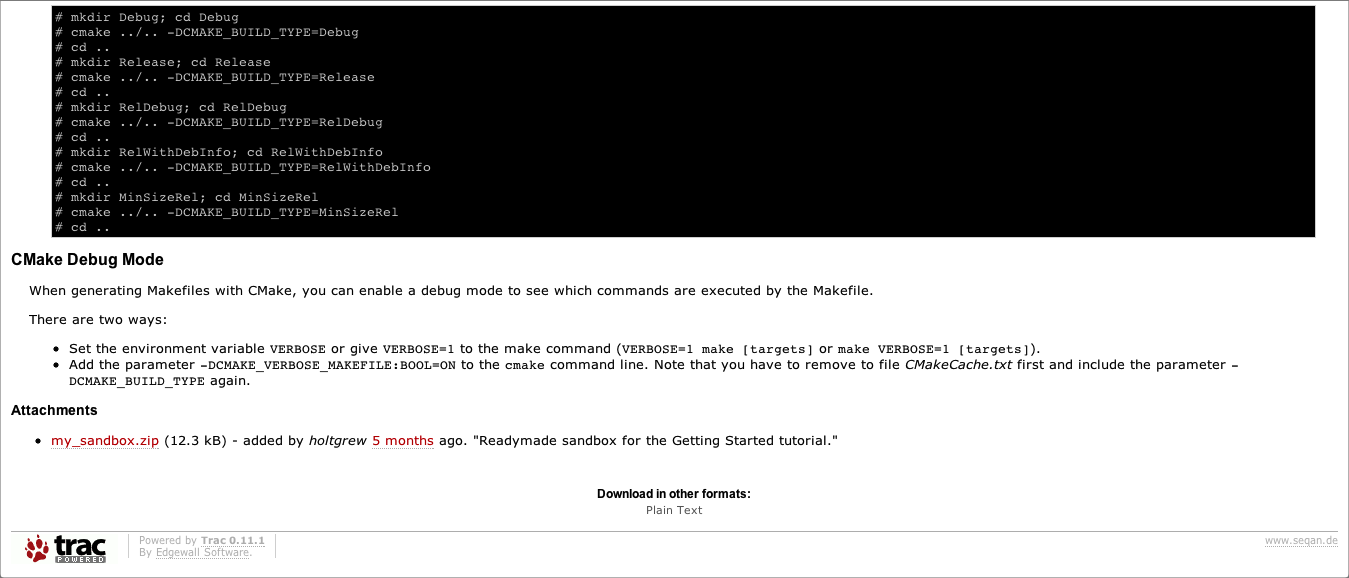 # mkdir Debug; cd Debug
# cmake ../.. -DCMAKE_BUILD_TYPE=Debug
# cd ..
# mkdir Release; cd Release
# cmake ../.. -DCMAKE_BUILD_TYPE=Release
# cd ..
# mkdir RelDebug; cd RelDebug
# cmake ../.. -DCMAKE_BUILD_TYPE=RelDebug
# cd ..
# mkdir RelWithDebInfo; cd RelWithDebInfo
# cmake ../.. -DCMAKE_BUILD_TYPE=RelWithDebInfo
# cd ..
# mkdir MinSizeRel; cd MinSizeRel
# cmake ../.. -DCMAKE_BUILD_TYPE=MinSizeRel
# cd ..
CMake Debug Mode
When generating Makefiles with CMake, you can enable a debug mode to see which commands are executed by the Makefile.
There are two ways:
• Set the environment variable VERBOSE or give VERBOSE=1 to the make command (VERBOSE=1 make [targets] or make VERBOSE=1 [targets]).
• Add the parameter -DCMAKE_VERBOSE_MAKEFILE:BOOL=ON to the cmake command line. Note that you have to remove to file CMakeCache.txt first and include the parameter -
DCMAKE_BUILD_TYPE again.
Attachments
• my_sandbox.zip (12.3 kB) - added by holtgrew 5 months ago. "Readymade sandbox for the Getting Started tutorial."
Download in other formats:
Plain Text
trac
POWERED
Powered by Trac 0.11.1
By Edgewall Software.
www.seqan.de